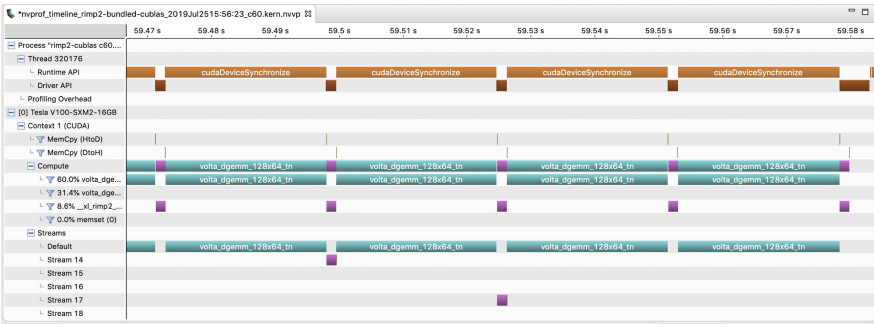 *nvprof_timeline_rimp2-bundled-cublas_2019Jul2515:56:23_c60.kern.nvvp
59.47 s 59.48 s 59.49 s 59.5 s 59.51 s 59.52 s 59.53 s 59.54 s 59.55 s 59.56 s 59.57 s 59.58 s
Process "rimp2-cublas c60....
Thread 320176
Runtime API cudaDeviceSynchronize cudaDeviceSynchronize cudaDeviceSynchronize cudaDeviceSynchronize
Driver API
Profiling Overhead
[0] Tesla V100-SXM2-16GB
Context 1 (CUDA)
MemCpy (HtoD)
MemCpy (DtoH)
Compute volta_dgemm_128x64_tn volta_dgemm_128x64_tn volta_dgemm_128x64_tn volta_dgemm_128x64_tn
60.0% volta_dge... volta_dgemm_128x64_tn volta_dgemm_128x64_tn volta_dgemm_128x64_tn volta_dgemm_128x64_tn
31.4% volta_dge...
8.6% __xl_rimp2_...
0.0% memset (0)
Streams
Default volta_dgemm_128x64_tn volta_dgemm_128x64_tn volta_dgemm_128x64_tn volta_dgemm_128x64_tn
Stream 14
Stream 15
Stream 16
Stream 17
Stream 18